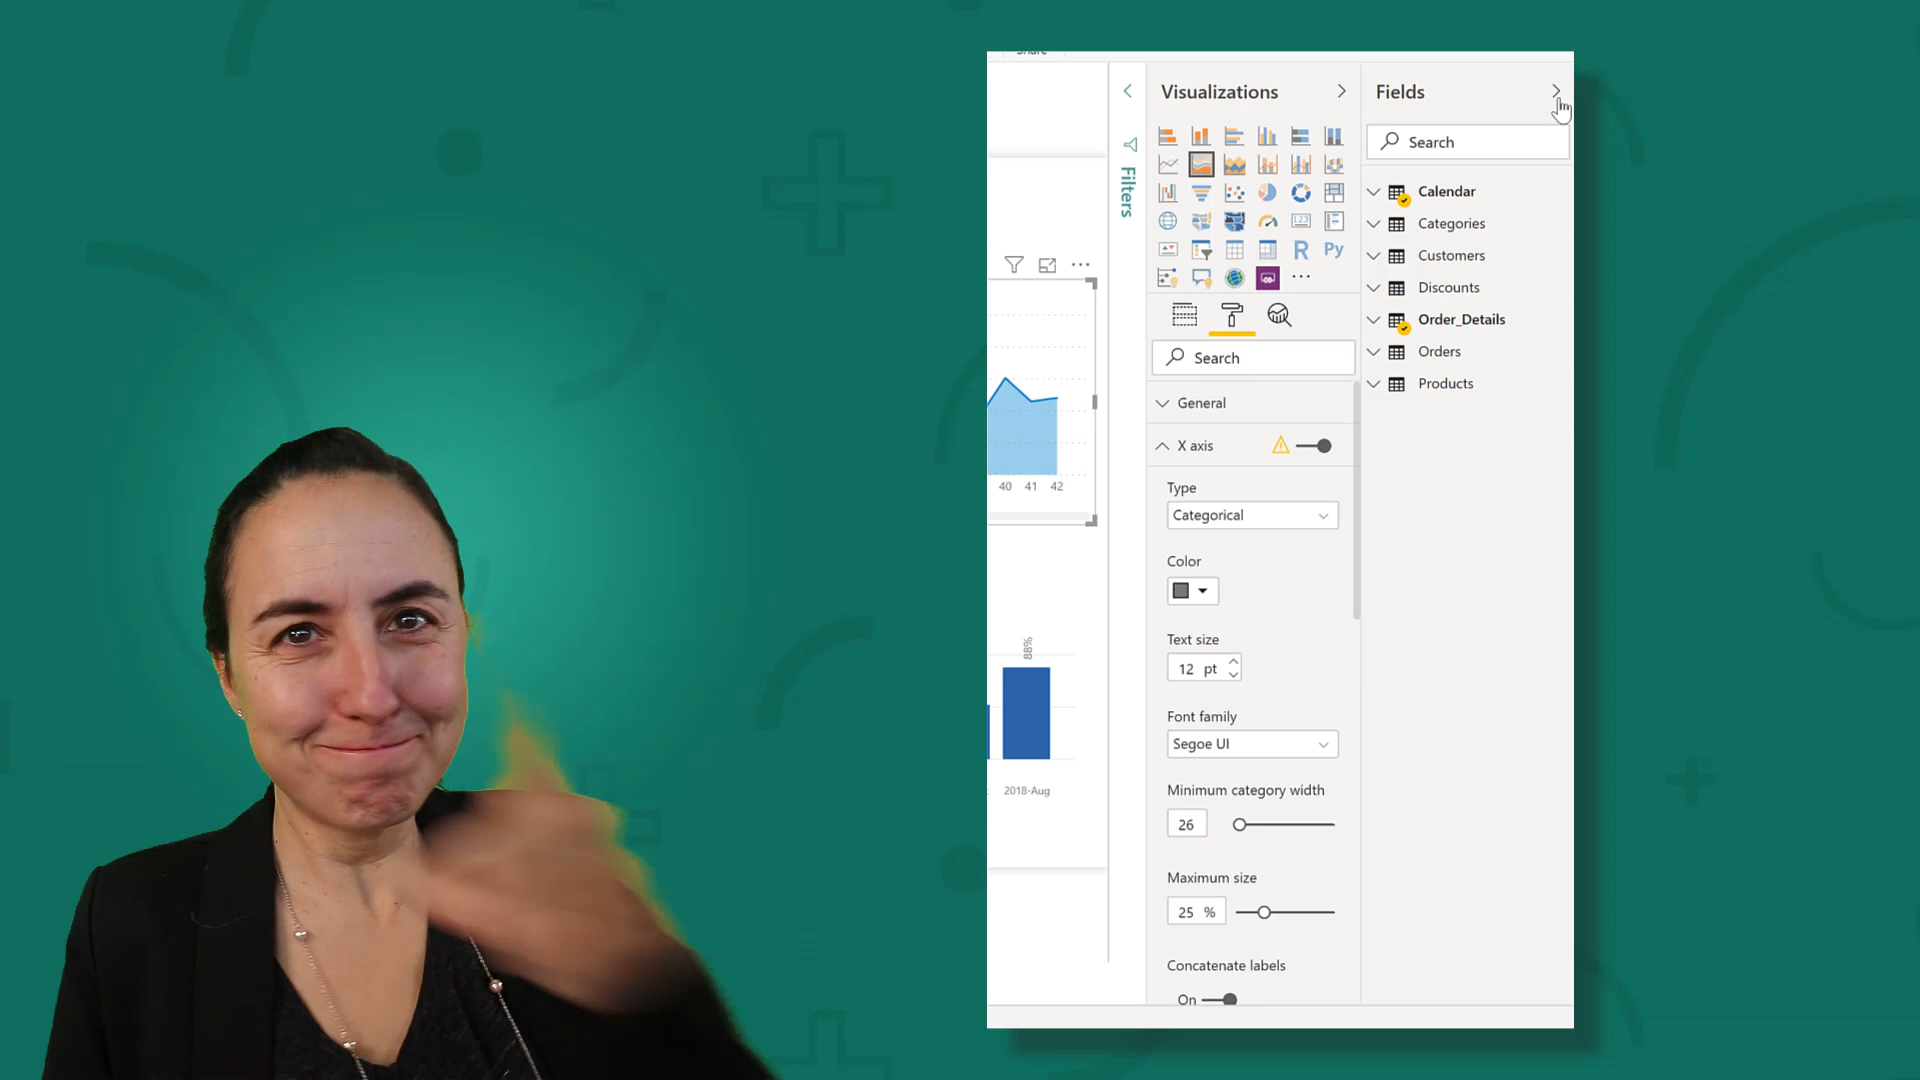 Share
Visualizations
Fields
Search
Filters
Calendar
Categories
Customers
Discounts
Order_Details
Orders
Products
123
R
Py
Search
General
X axis
40 41 42
Type
Categorical
Color
Text size
12 pt
Font family
Segoe UI
88%
2018-Aug
Minimum category width
26
Maximum size
25 %
Concatenate labels
On